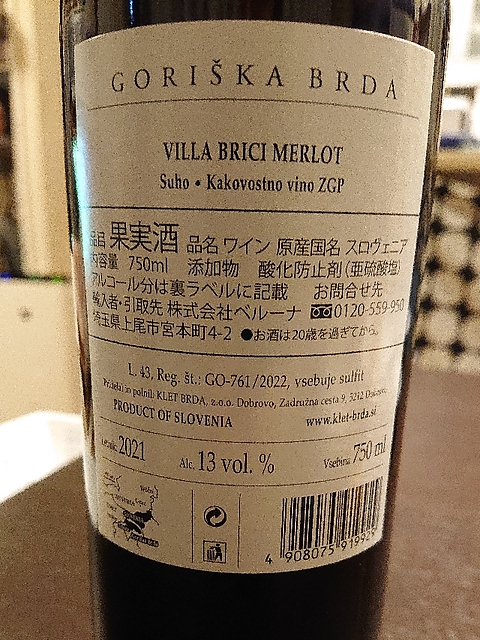 GORIŠKA BRDA
VILLA BRICI MERLOT
Suho • Kakovostno vino ZGP
品目 果実酒 品名 ワイン 原産国名 スロヴェニア
内容量 750ml 添加物 酸化防止剤(亜硫酸塩)
アルコール分は裏ラベルに記載 お問合せ先
輸入者・引取先 株式会社ベルーナ 0120-559-950
埼玉県上尾市宮本町4-2 ●お酒は20歳を過ぎてから。
L. 43, Reg. št.: GO-761/2022, vsebuje sulfit
Pridelal in polnil: KLET BRDA, z.o.o. Dobrovo, Zadružna cesta 9, 5212 Dobrovo
PRODUCT OF SLOVENIA www.klet-brda.si
Letnik: 2021 Alc. 13 vol. % Vsebina: 750 ml
4 908075 919929